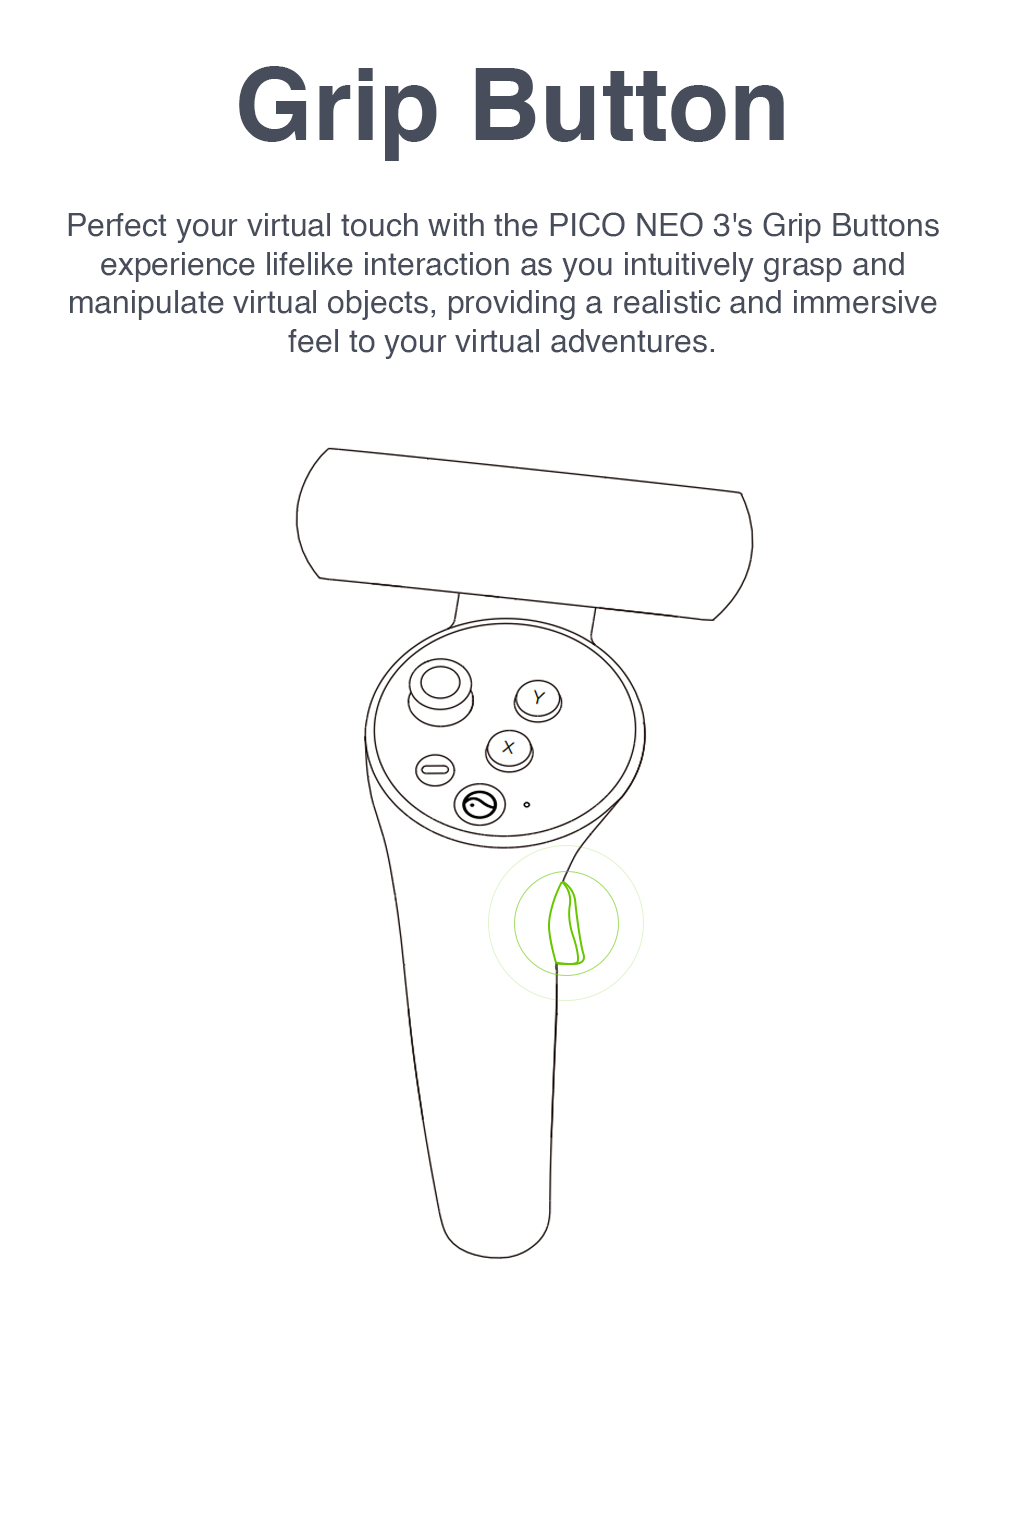 Grip Button
Perfect your virtual touch with the PICO NEO 3's Grip Buttons
experience lifelike interaction as you intuitively grasp and
manipulate virtual objects, providing a realistic and immersive
feel to your virtual adventures.
Y
X